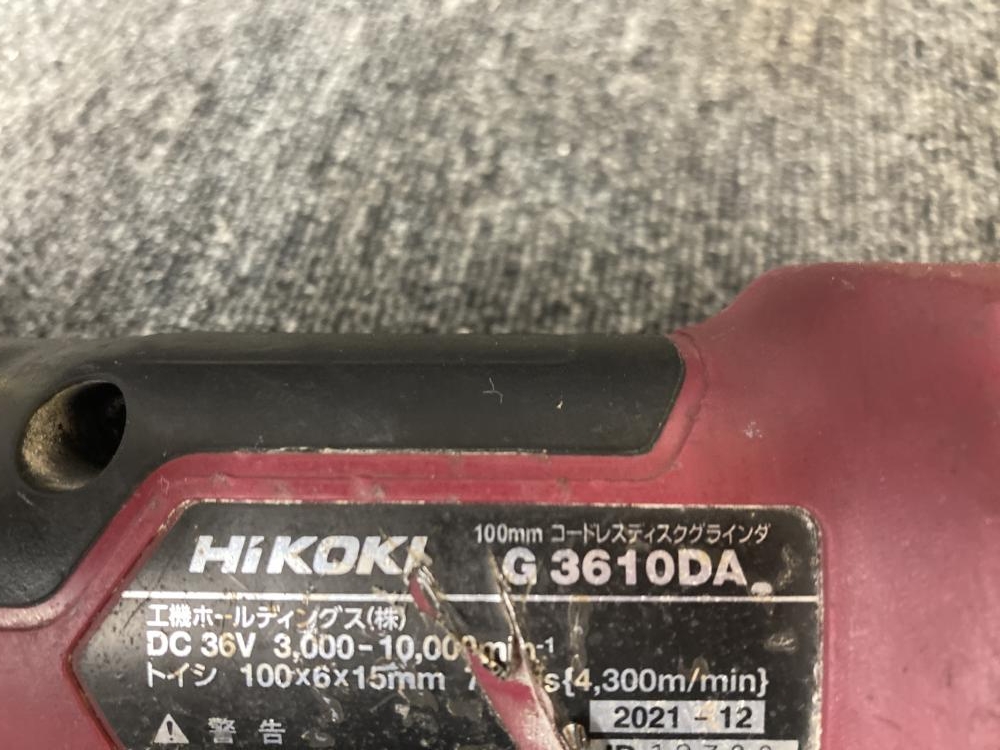 HiKOKI
100mm コードレスディスクグラインダ
G 3610DA
工機ホールディングス(株)
DC 36V 3,000-10,000min-1
トイシ 100×6×15mm s{4,300m/min}
2021 - 12
警告